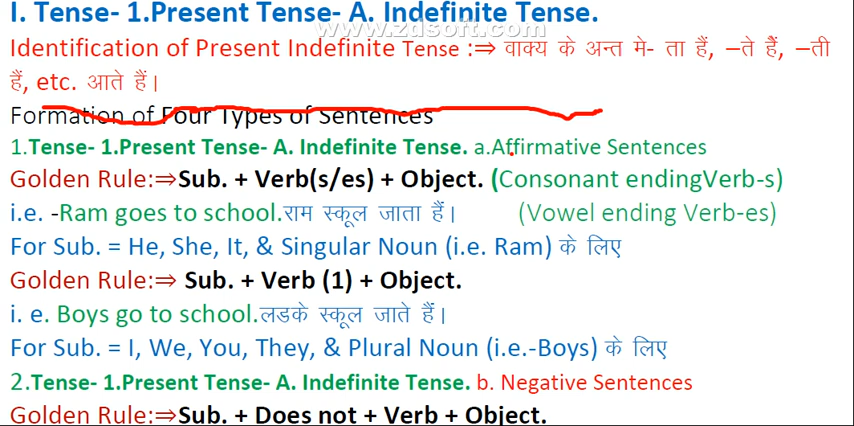 I. Tense- 1.Present Tense- A. Indefinite Tense.
www.zdsoft.com
Identification of Present Indefinite Tense :⇒ वाक्य के अन्त मे- ता हैं, –ते हैं, –ती
हैं, etc. आते हैं।
Formation of Four Types of Sentences
1.Tense- 1.Present Tense- A. Indefinite Tense. a.Affirmative Sentences
Golden Rule:⇒Sub. + Verb(s/es) + Object. (Consonant endingVerb-s)
i.e. -Ram goes to school.राम स्कूल जाता हैं। (Vowel ending Verb-es)
For Sub. = He, She, It, & Singular Noun (i.e. Ram) के लिए
Golden Rule:⇒ Sub. + Verb (1) + Object.
i. e. Boys go to school.लडके स्कूल जाते हैं।
For Sub. = I, We, You, They, & Plural Noun (i.e.-Boys) के लिए
2.Tense- 1.Present Tense- A. Indefinite Tense. b. Negative Sentences
Golden Rule:⇒Sub. + Does not + Verb + Object.